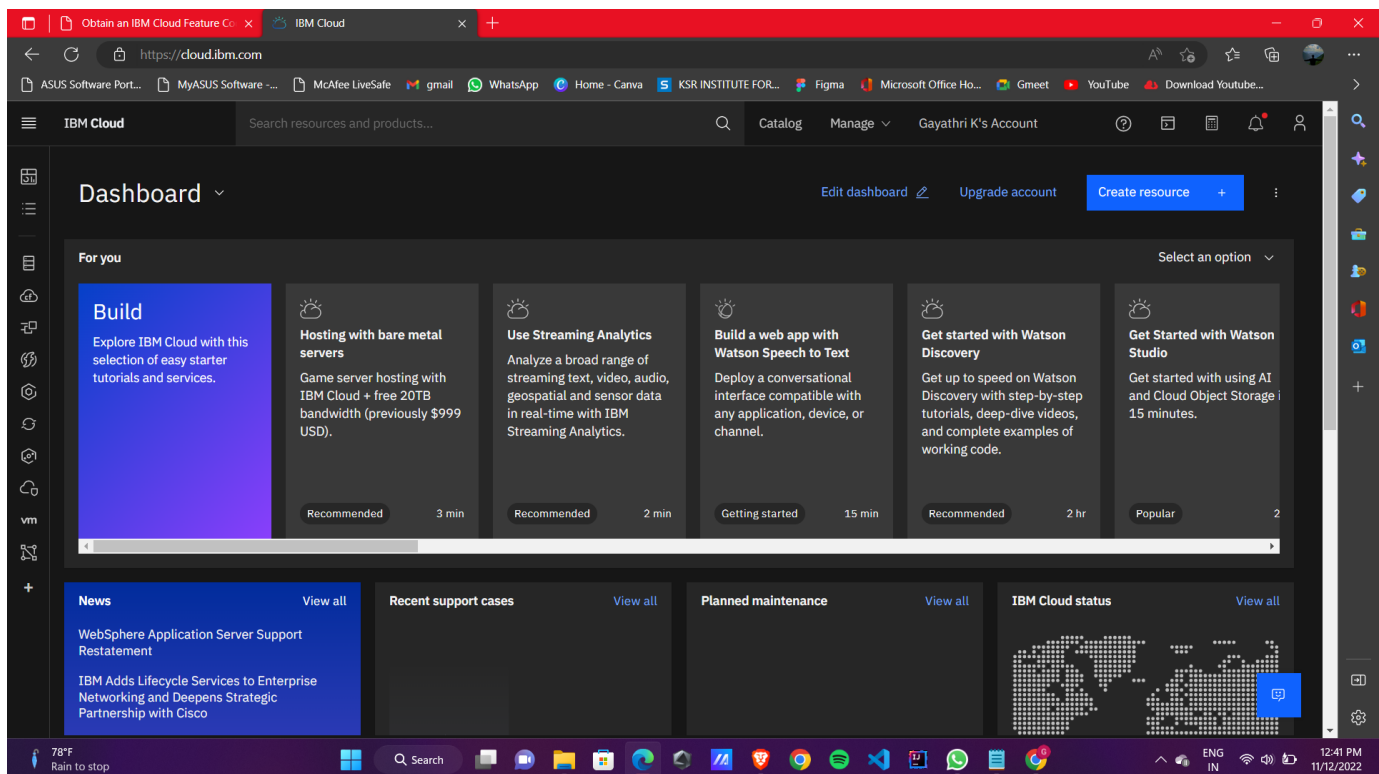 Obtain an IBM Cloud Feature Co
IBM Cloud
https://cloud.ibm.com
ASUS Software Port... MyASUS Software -... McAfee LiveSafe gmail WhatsApp Home - Canva KSR INSTITUTE FOR... Figma Microsoft Office Ho... Gmeet YouTube Download Youtube...
IBM Cloud
Search resources and products...
Catalog Manage Gayathri K's Account
Dashboard
Edit dashboard Upgrade account Create resource +
For you
Select an option
Build
Explore IBM Cloud with this
selection of easy starter
tutorials and services.
Hosting with bare metal
servers
Game server hosting with
IBM Cloud + free 20TB
bandwidth (previously $999
USD).
Recommended 3 min
Use Streaming Analytics
Analyze a broad range of
streaming text, video, audio,
geospatial and sensor data
in real-time with IBM
Streaming Analytics.
Recommended 2 min
Build a web app with
Watson Speech to Text
Deploy a conversational
interface compatible with
any application, device, or
channel.
Getting started 15 min
Get started with Watson
Discovery
Get up to speed on Watson
Discovery with step-by-step
tutorials, deep-dive videos,
and complete examples of
working code.
Recommended 2 hr
Get Started with Watson
Studio
Get started with using AI
and Cloud Object Storage i
15 minutes.
Popular 2
vm
News View all
WebSphere Application Server Support
Restatement
IBM Adds Lifecycle Services to Enterprise
Networking and Deepens Strategic
Partnership with Cisco
Recent support cases View all
Planned maintenance View all
IBM Cloud status View all
78°F
Rain to stop
Search
ENG
IN
12:41 PM
11/12/2022